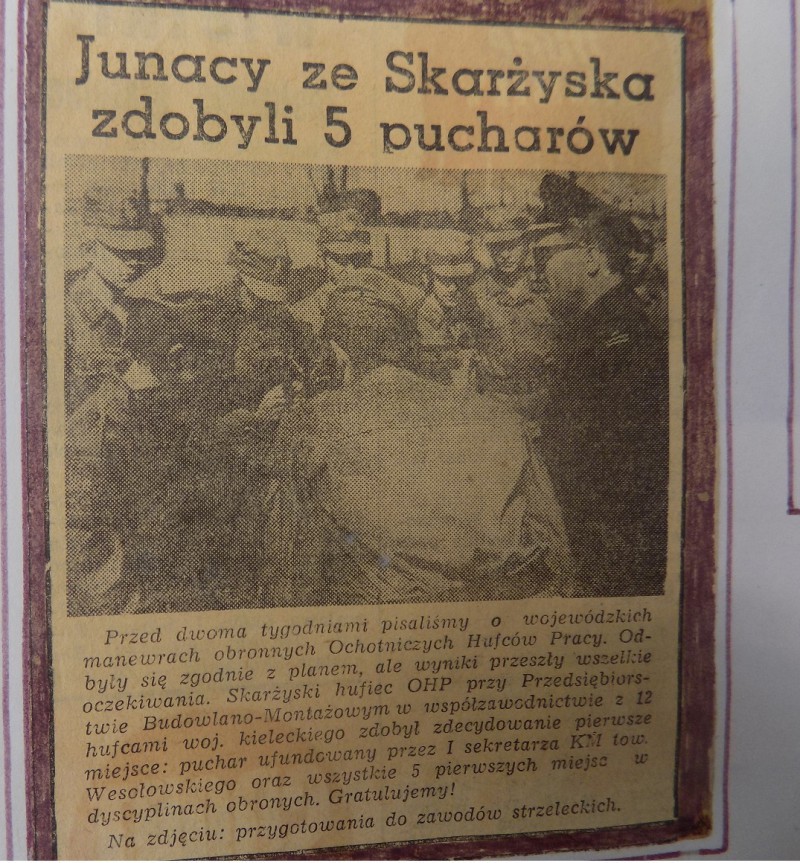 Junacy ze Skarżyska
zdobyli 5 pucharów
Przed dwoma tygodniami pisaliśmy o wojewódzkich
manewrach obronnych Ochotniczych Hufców Pracy. Od-
były się zgodnie z planem, ale wyniki przeszły wszelkie
oczekiwania. Skarżyski hufiec OHP przy Przedsiębiors-
twie Budowlano-Montażowym w współzawodnictwie z 12
hufcami woj. kieleckiego zdobył zdecydowanie pierwsze
miejsce: puchar ufundowany przez I sekretarza KM tow.
Wesołowskiego oraz wszystkie 5 pierwszych miejsc w
dyscyplinach obronych. Gratulujemy!
Na zdjęciu: przygotowania do zawodów strzeleckich.